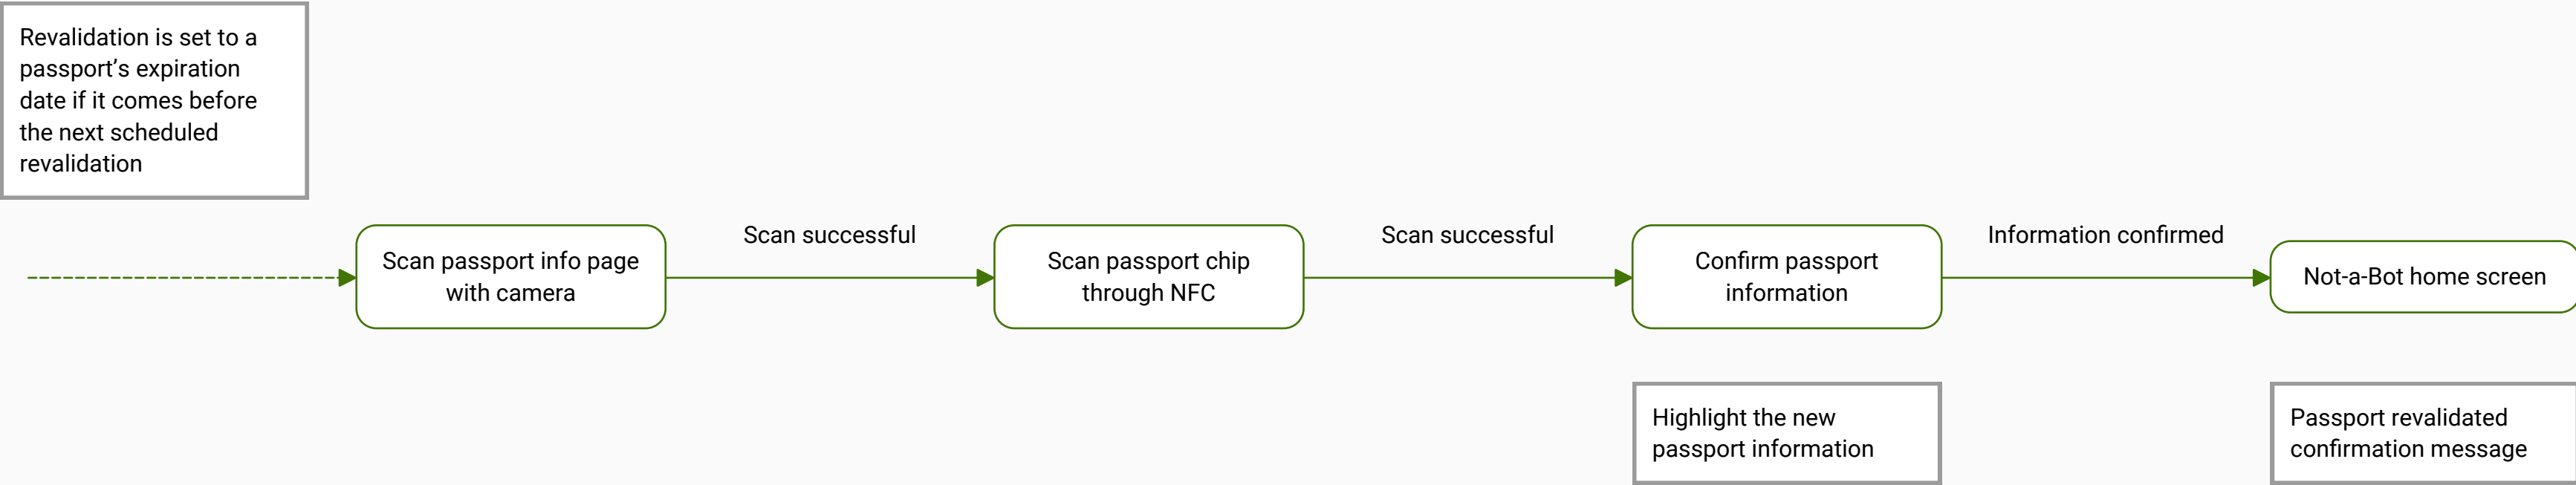 Revalidation is set to a
passport’s expiration
date if it comes before
the next scheduled
revalidation
Scan passport info page
with camera
Scan successful
Scan passport chip
through NFC
Scan successful
Confirm passport
information
Information confirmed
Not-a-Bot home screen
Highlight the new
passport information
Passport revalidated
confirmation message